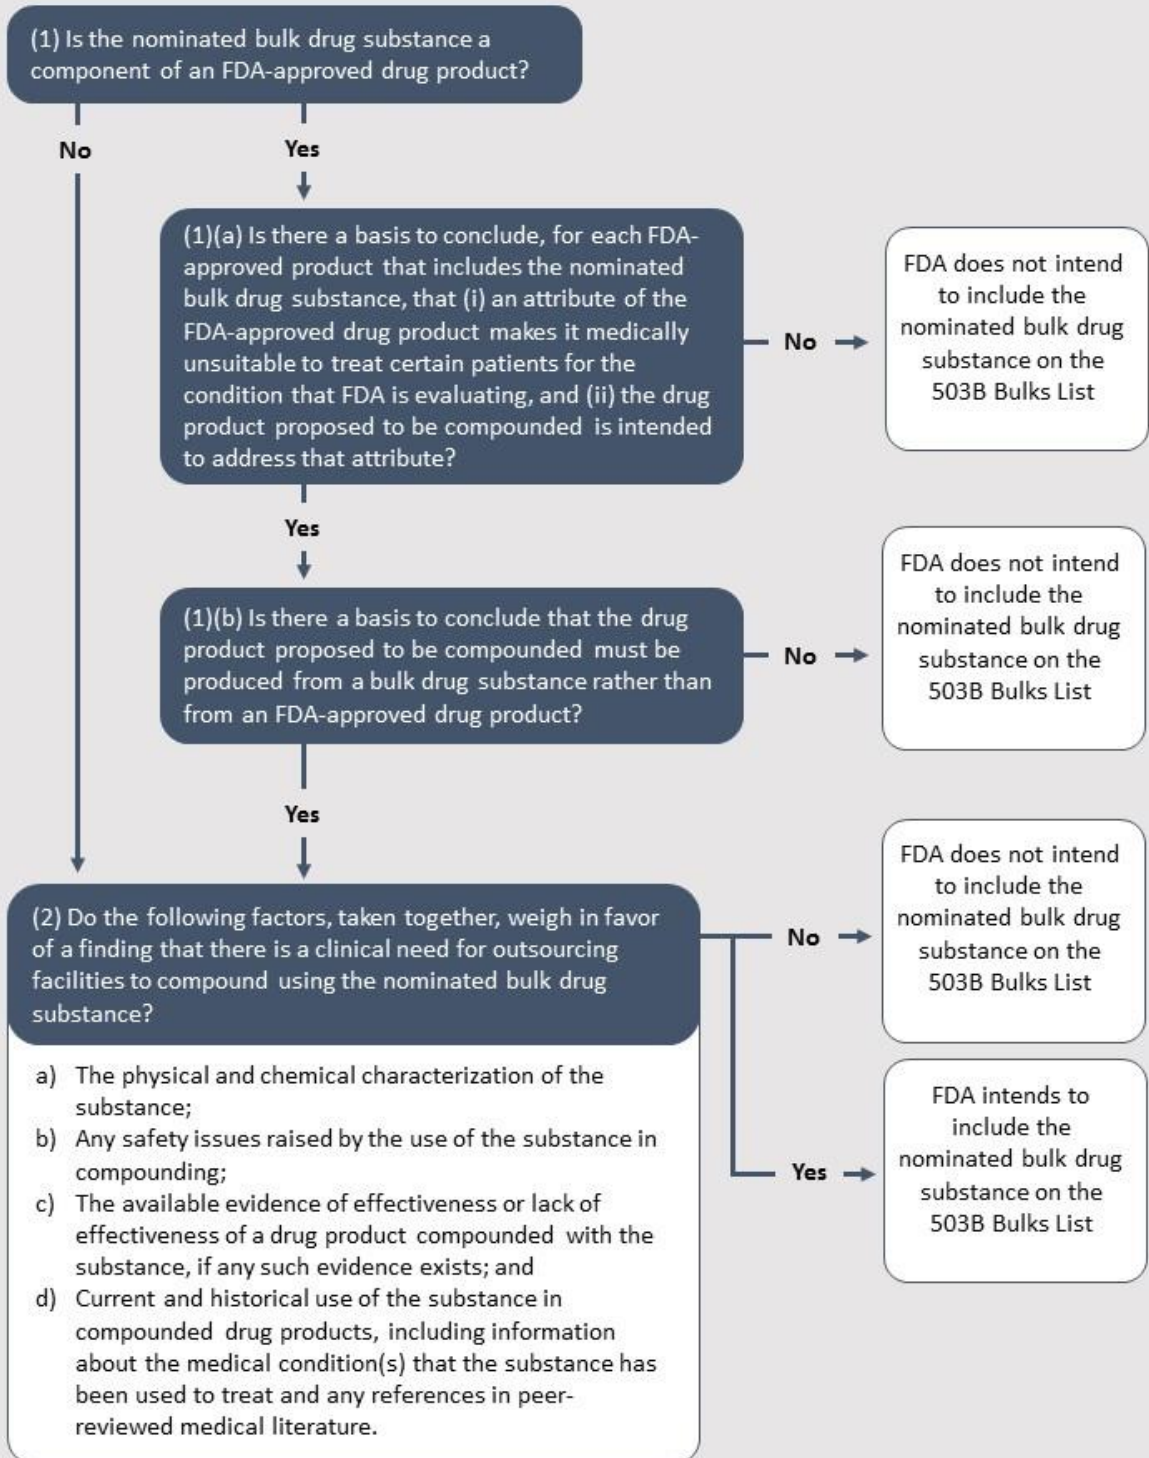 (1) Is the nominated bulk drug substance a
component of an FDA-approved drug product?
No
Yes
(1)(a) Is there a basis to conclude, for each FDA-
approved product that includes the nominated
bulk drug substance, that (i) an attribute of the
FDA-approved drug product makes it medically
unsuitable to treat certain patients for the
condition that FDA is evaluating, and (ii) the drug
product proposed to be compounded is intended
to address that attribute?
No
FDA does not intend
to include the
nominated bulk drug
substance on the
503B Bulks List
Yes
(1)(b) Is there a basis to conclude that the drug
product proposed to be compounded must be
produced from a bulk drug substance rather than
from an FDA-approved drug product?
No
FDA does not intend
to include the
nominated bulk drug
substance on the
503B Bulks List
Yes
(2) Do the following factors, taken together, weigh in favor
of a finding that there is a clinical need for outsourcing
facilities to compound using the nominated bulk drug
substance?
No
FDA does not intend
to include the
nominated bulk drug
substance on the
503B Bulks List
a) The physical and chemical characterization of the
substance;
b) Any safety issues raised by the use of the substance in
compounding;
c) The available evidence of effectiveness or lack of
effectiveness of a drug product compounded with the
substance, if any such evidence exists; and
d) Current and historical use of the substance in
compounded drug products, including information
about the medical condition(s) that the substance has
been used to treat and any references in peer-
reviewed medical literature.
Yes
FDA intends to
include the
nominated bulk drug
substance on the
503B Bulks List